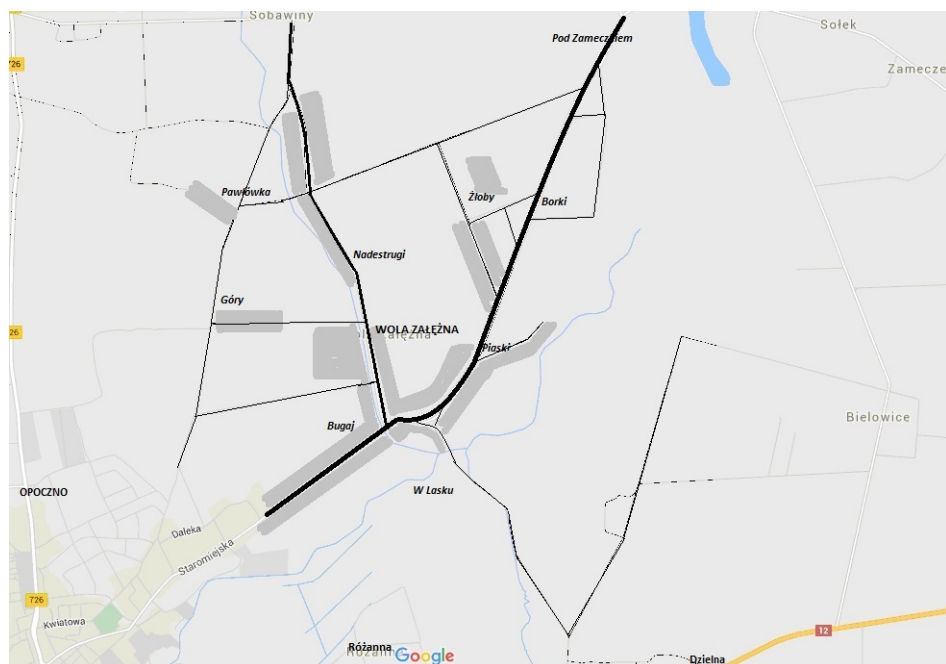 Sobawiny
Sołek
Pod Zameczkiem
726
Zamecze
Pawłówka
Żłoby
Borki
Nadestrugi
Góry
26
WOLA ZAŁĘŻNA
Piaski
Bugaj
Bielowice
OPOCZNO
W Lasku
Daleka
Staromiejska
726
Kwiatowa
12
Różanna
Google
Dzielna